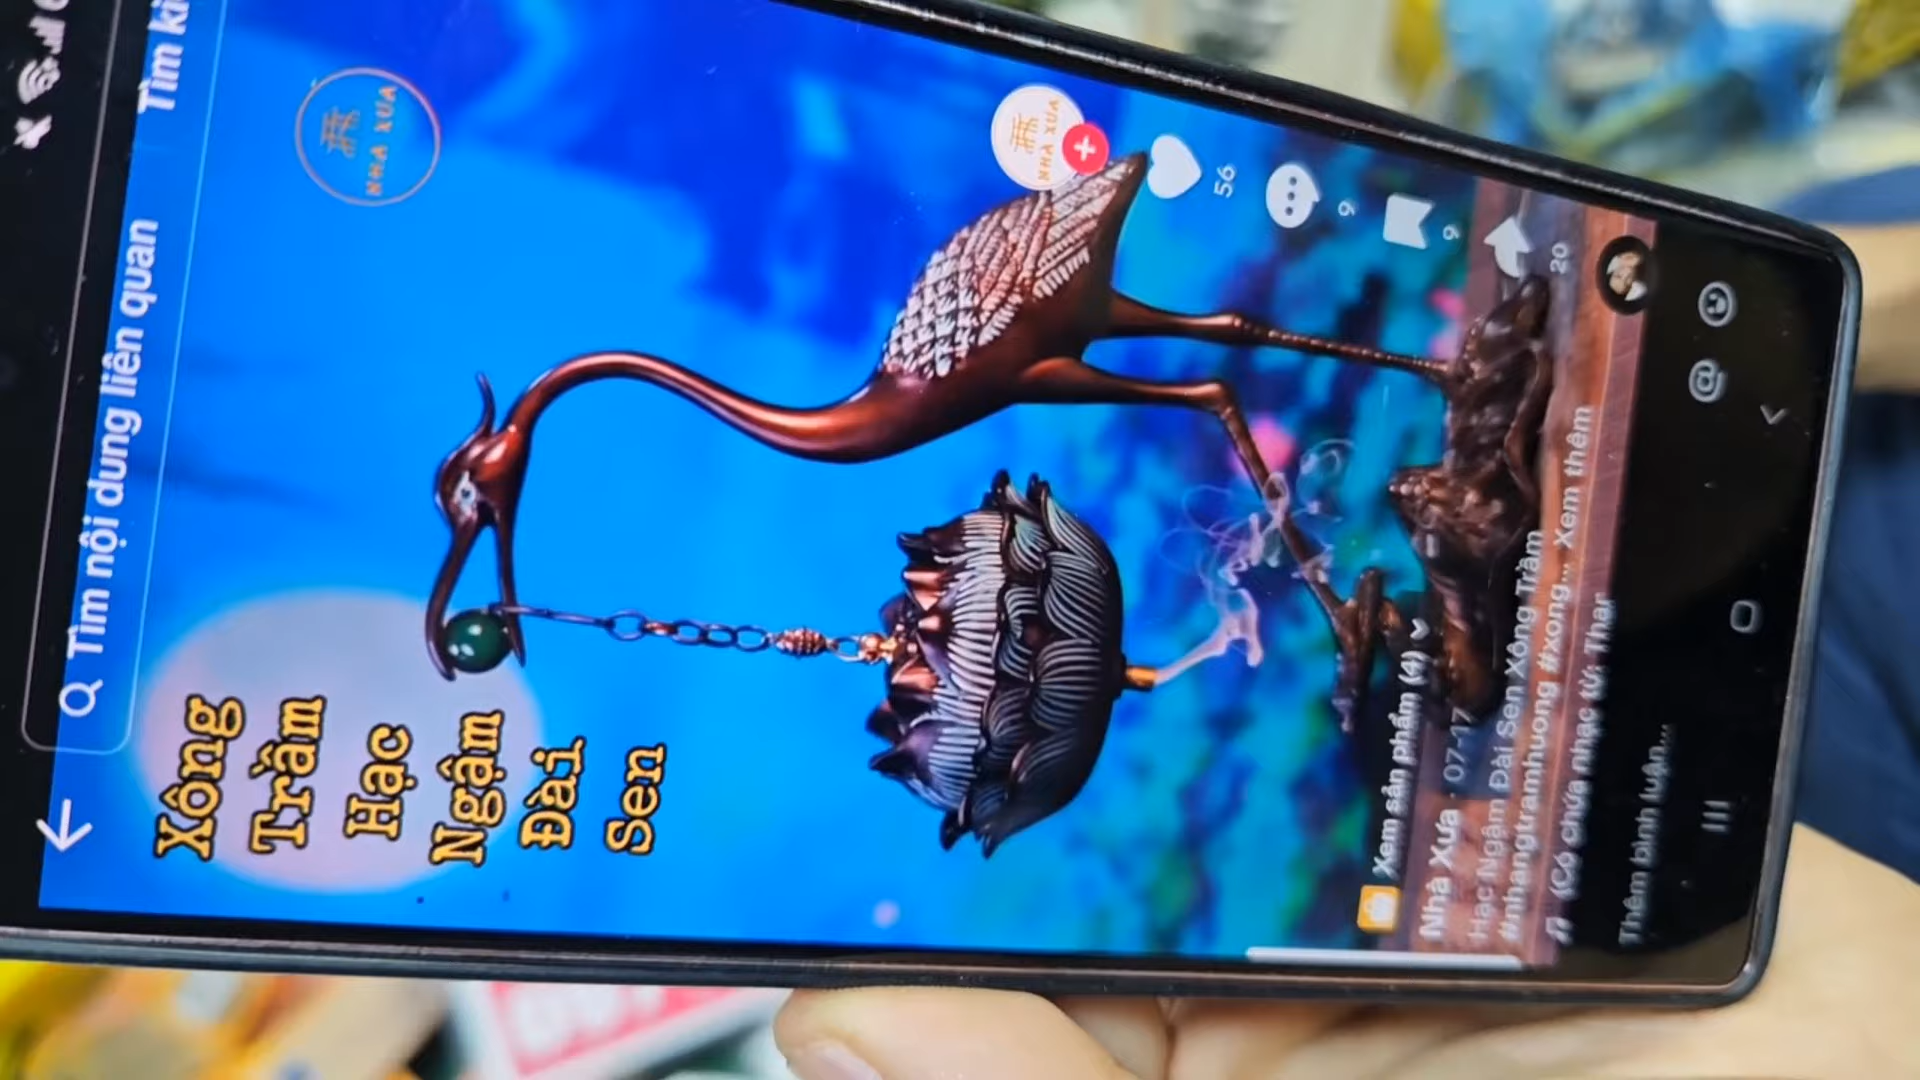 Tìm nội dung liên quan
Tìm ki
NHÀ XƯA
Xông
Trầm
Hạc
Ngậm
Đài
Sen
NHÀ XƯA
56
9
9
20
Xem sản phẩm (4)
Nhà Xưa · 07-17
Hạc Ngậm Đài Sen Xông Trầm
#nhangtramhuong #xong... Xem thêm
(Có chứa nhạc từ: Thar
Thêm bình luận...
@